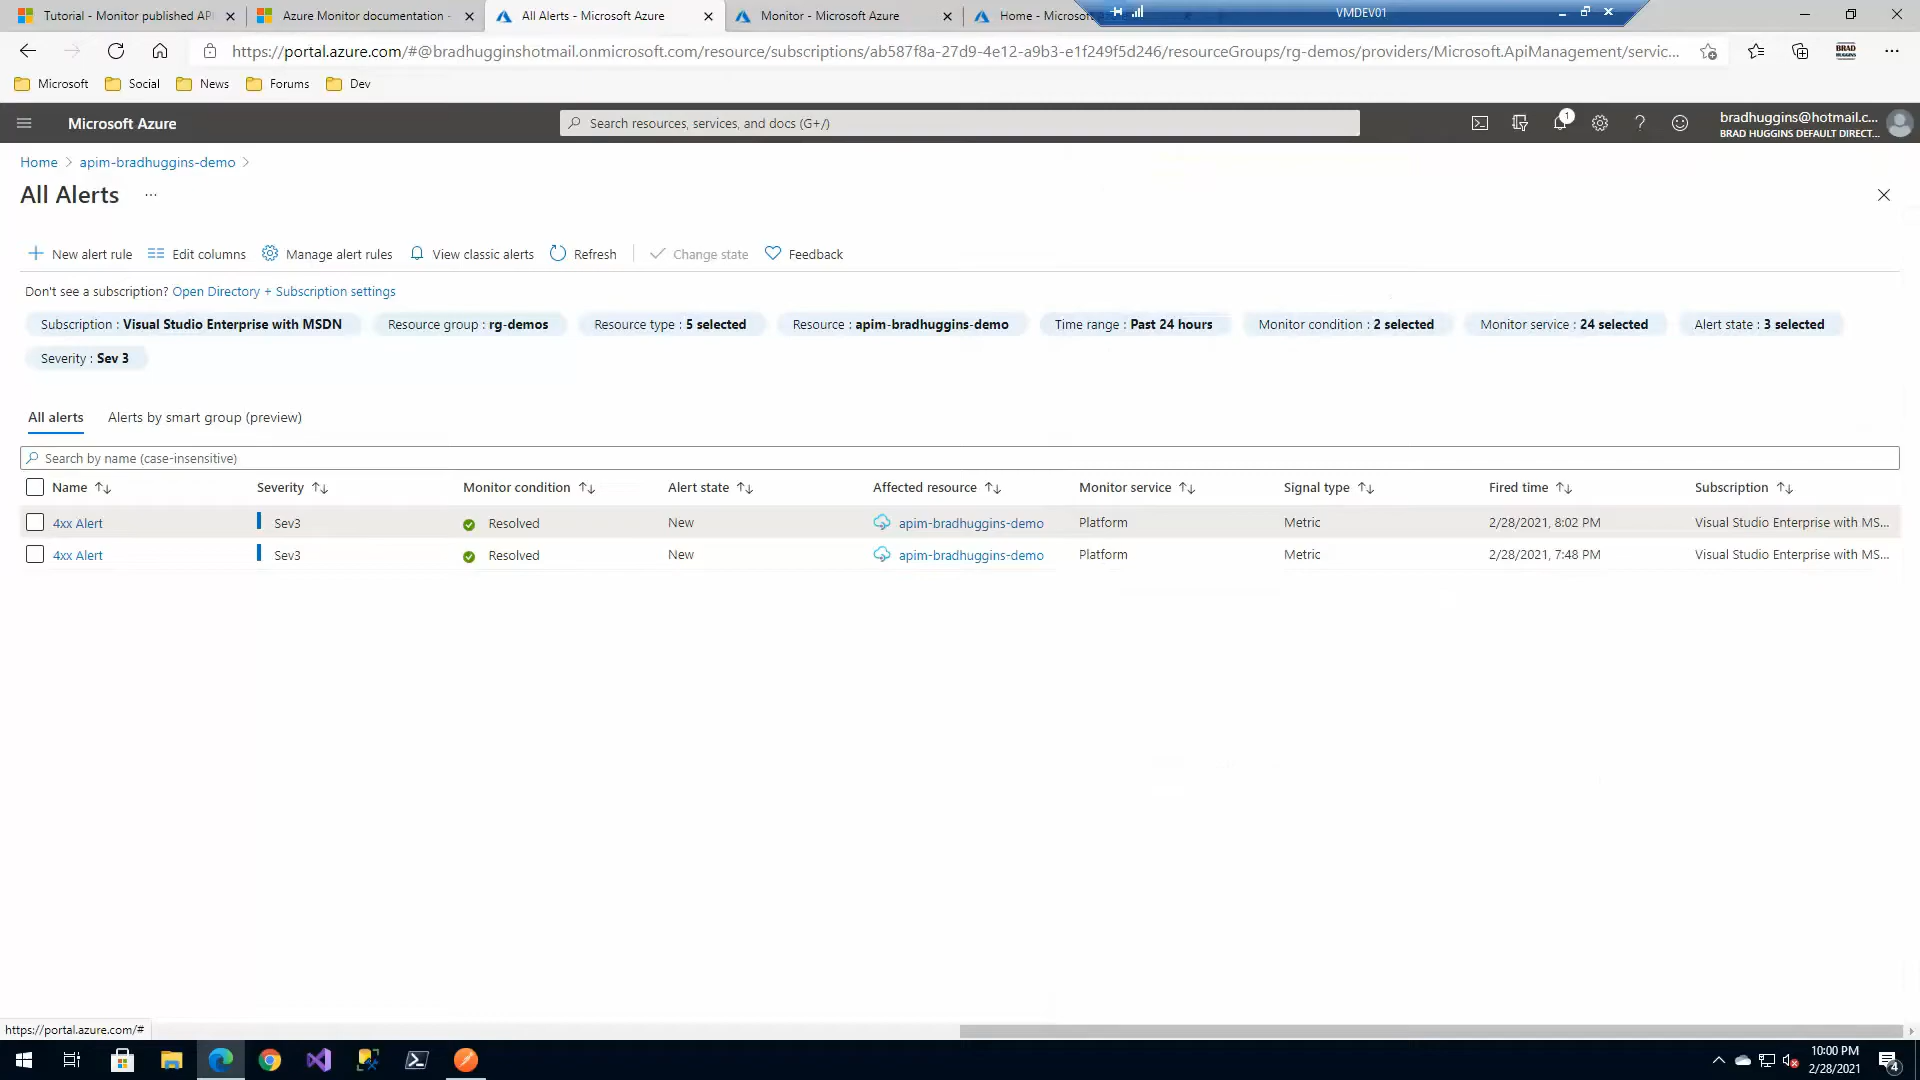 Tutorial - Monitor published API
Azure Monitor documentation -
All Alerts - Microsoft Azure
Monitor - Microsoft Azure
Home - Microsoft
VMDEV01
https://portal.azure.com/#@bradhugginshotmail.onmicrosoft.com/resource/subscriptions/ab587f8a-27d9-4e12-a9b3-e1f249f5d246/resourceGroups/rg-demos/providers/Microsoft.ApiManagement/servic...
BRAD HUGGINS
Microsoft
Social
News
Forums
Dev
Microsoft Azure
Search resources, services, and docs (G+/)
1
bradhuggins@hotmail.c...
BRAD HUGGINS DEFAULT DIRECT...
Home > apim-bradhuggins-demo >
All Alerts ...
New alert rule
Edit columns
Manage alert rules
View classic alerts
Refresh
Change state
Feedback
Don't see a subscription? Open Directory + Subscription settings
Subscription : Visual Studio Enterprise with MSDN
Resource group : rg-demos
Resource type : 5 selected
Resource : apim-bradhuggins-demo
Time range : Past 24 hours
Monitor condition : 2 selected
Monitor service : 24 selected
Alert state : 3 selected
Severity : Sev 3
All alerts
Alerts by smart group (preview)
Search by name (case-insensitive)
Name Severity Monitor condition Alert state Affected resource Monitor service Signal type Fired time Subscription
4xx Alert Sev3 Resolved New apim-bradhuggins-demo Platform Metric 2/28/2021, 8:02 PM Visual Studio Enterprise with MS...
4xx Alert Sev3 Resolved New apim-bradhuggins-demo Platform Metric 2/28/2021, 7:48 PM Visual Studio Enterprise with MS...
https://portal.azure.com/#
10:00 PM
2/28/2021
4